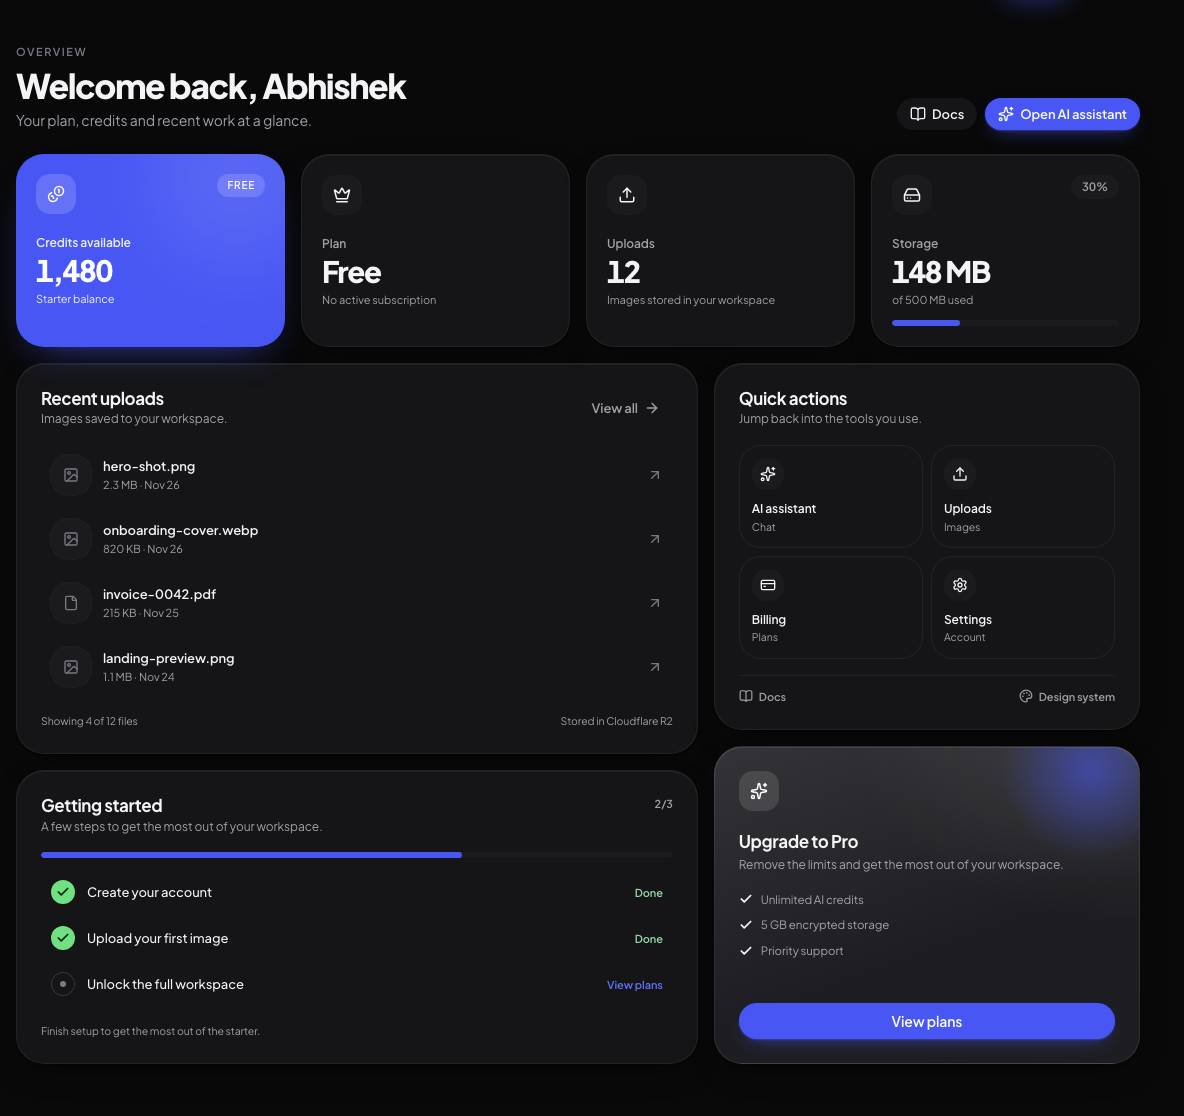 OVERVIEW
Welcome back, Abhishek
Your plan, credits and recent work at a glance.
Docs
Open AI assistant
FREE
Credits available
1,480
Starter balance
Plan
Free
No active subscription
Uploads
12
Images stored in your workspace
30%
Storage
148 MB
of 500 MB used
Recent uploads
Images saved to your workspace.
View all
hero-shot.png
2.3 MB · Nov 26
onboarding-cover.webp
820 KB · Nov 26
invoice-0042.pdf
215 KB · Nov 25
landing-preview.png
1.1 MB · Nov 24
Showing 4 of 12 files
Stored in Cloudflare R2
Quick actions
Jump back into the tools you use.
AI assistant
Chat
Uploads
Images
Billing
Plans
Settings
Account
Docs
Design system
Getting started
2/3
A few steps to get the most out of your workspace.
Create your account
Done
Upload your first image
Done
Unlock the full workspace
View plans
Finish setup to get the most out of the starter.
Upgrade to Pro
Remove the limits and get the most out of your workspace.
Unlimited AI credits
5 GB encrypted storage
Priority support
View plans